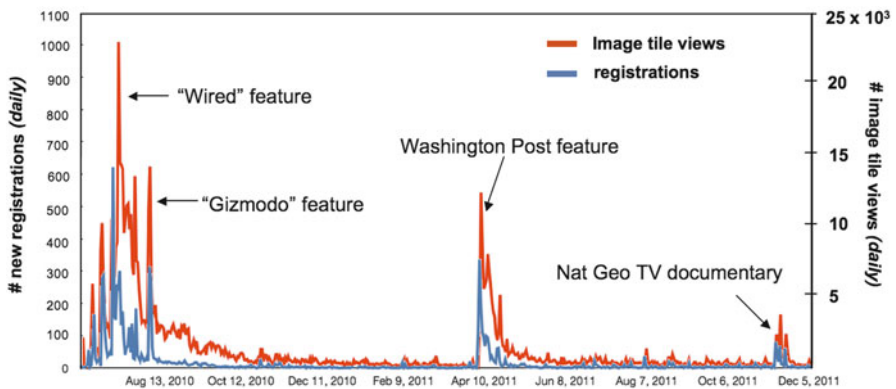 # new registrations (daily)
1100
1000
900
800
700
600
500
400
300
200
100
0
Image tile views
registrations
"Wired" feature
"Gizmodo" feature
Washington Post feature
Nat Geo TV documentary
25 x 10³
20
15
10
5
# image tile views (daily)
Aug 13, 2010 Oct 12, 2010 Dec 11, 2010 Feb 9, 2011 Apr 10, 2011 Jun 8, 2011 Aug 7, 2011 Oct 6, 2011 Dec 5, 2011